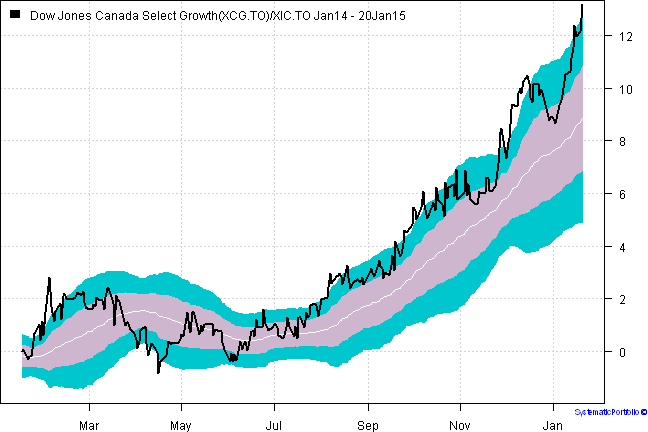 Dow Jones Canada Select Growth(XCG.TO)/XIC.TO Jan14 - 20Jan15
12
10
8
6
4
2
0
Mar May Jul Sep Nov Jan
SystematicPortfolio ©